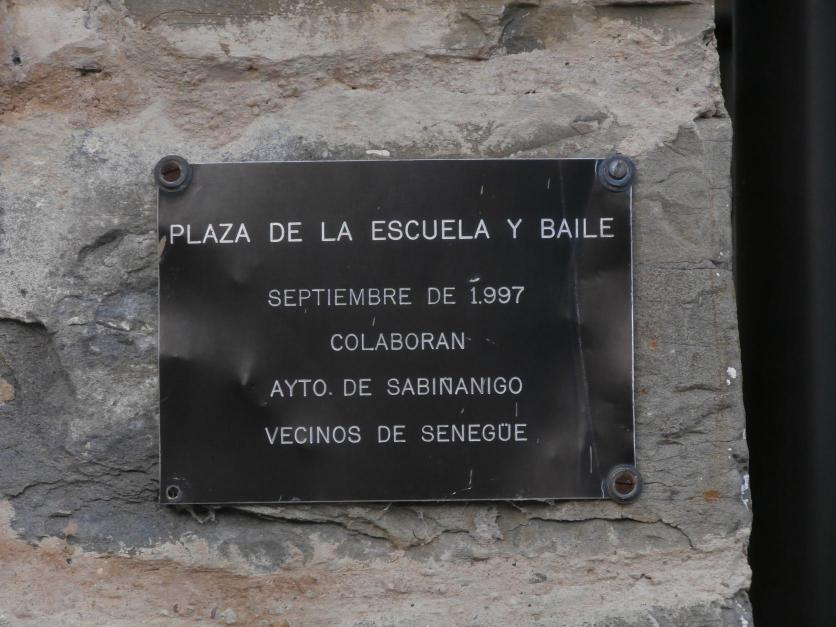 PLAZA DE LA ESCUELA Y BAILE
SEPTIEMBRE DE 1.997
COLABORAN
AYTO. DE SABIÑANIGO
VECINOS DE SENEGÜE